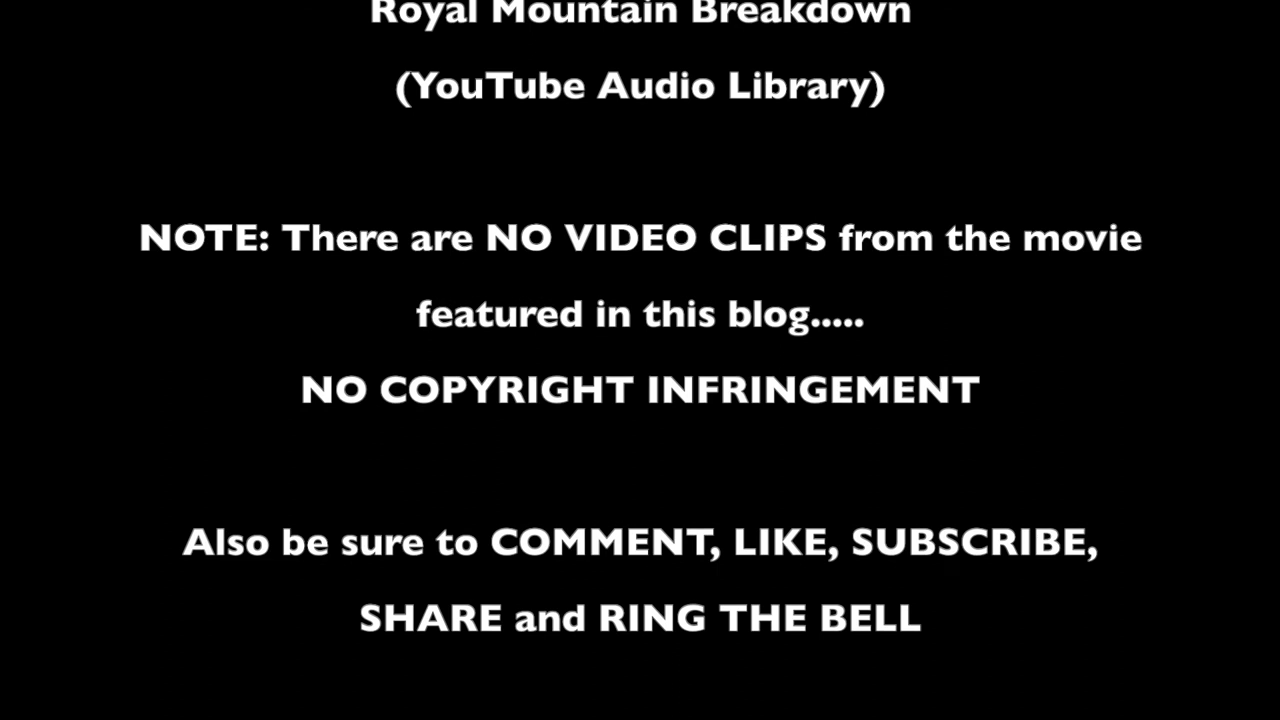 Royal Mountain Breakdown
(YouTube Audio Library)
NOTE: There are NO VIDEO CLIPS from the movie
featured in this blog.....
NO COPYRIGHT INFRINGEMENT
Also be sure to COMMENT, LIKE, SUBSCRIBE,
SHARE and RING THE BELL